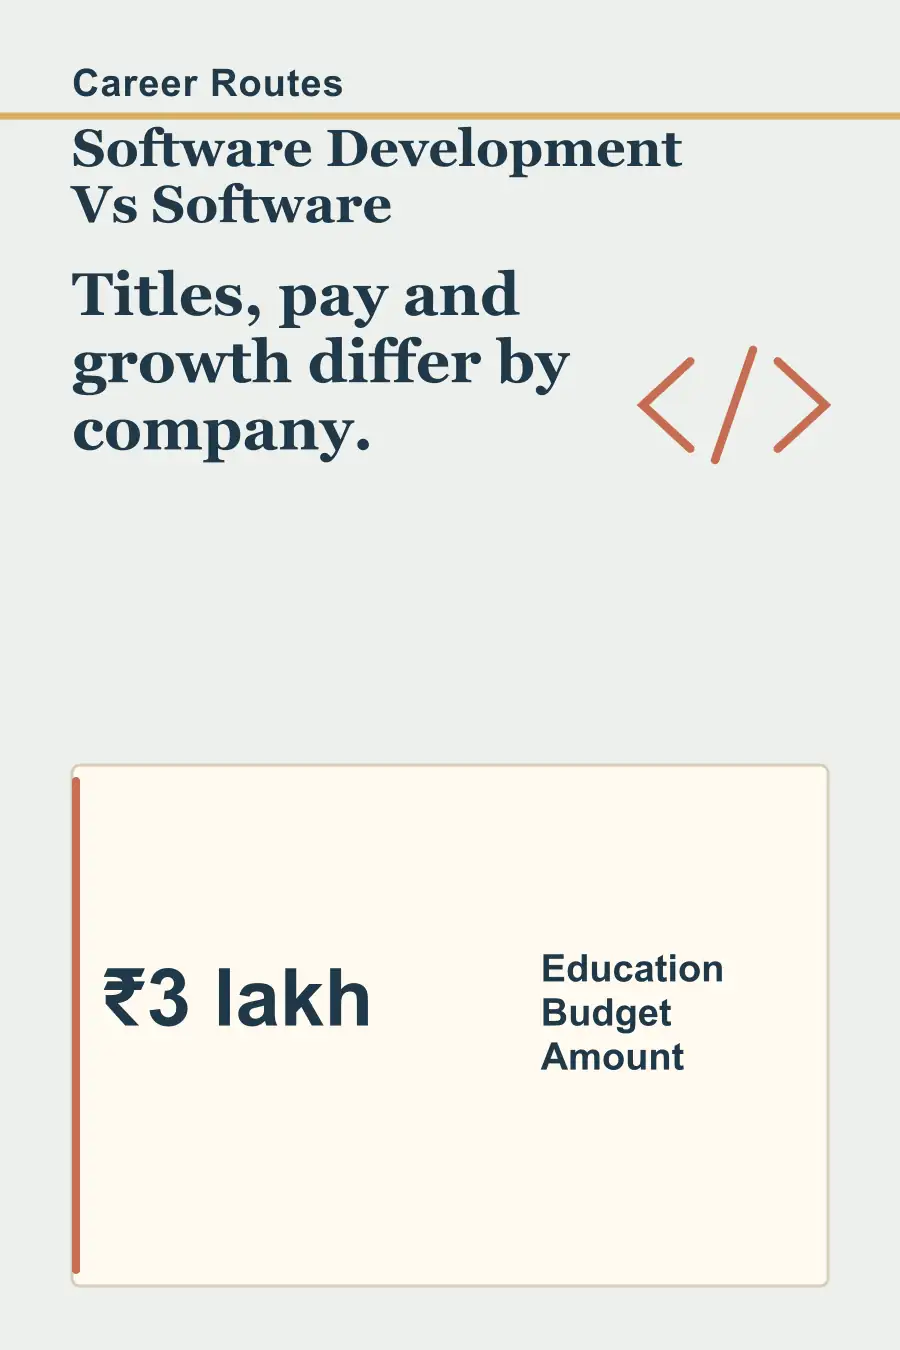 Career Routes
Software Development
Vs Software
Titles, pay and
growth differ by
company.
</>
₹3 lakh
Education
Budget
Amount